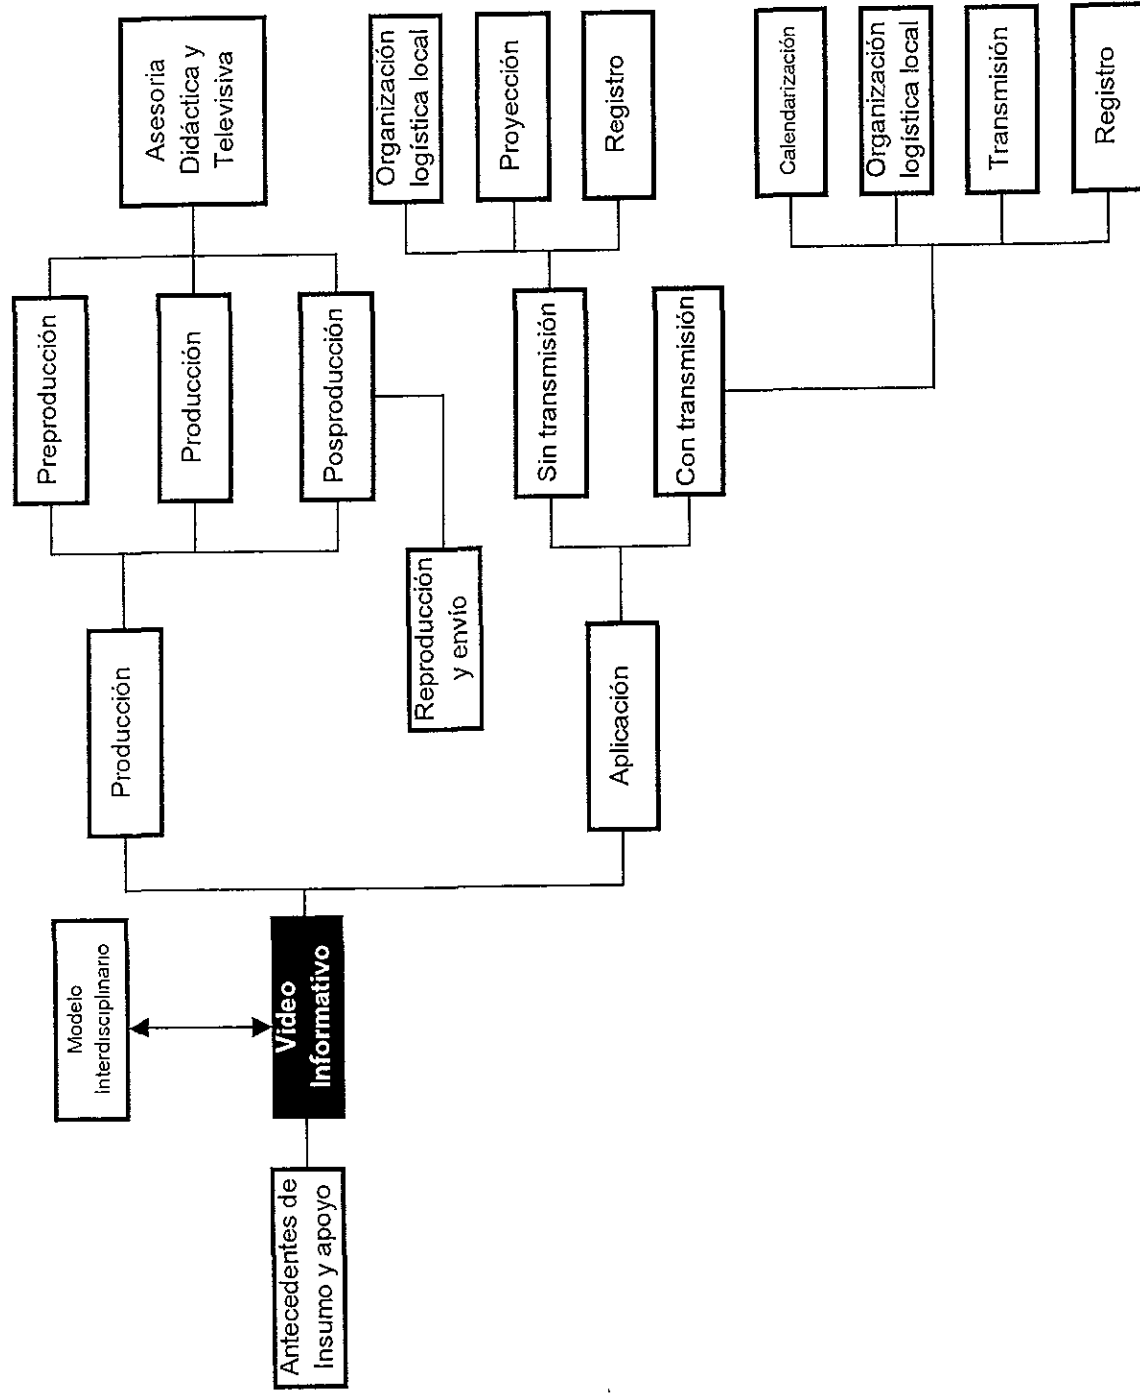 Antecedentes de
Insumo y apoyo
Modelo
Interdisciplinario
Video
Informativo
Producción
Preproducción
Producción
Posproducción
Asesoria
Didáctica y
Televisiva
Reproducción
y envío
Aplicación
Sin transmisión
Organización
logística local
Proyección
Registro
Con transmisión
Calendarización
Organización
logística local
Transmisión
Registro